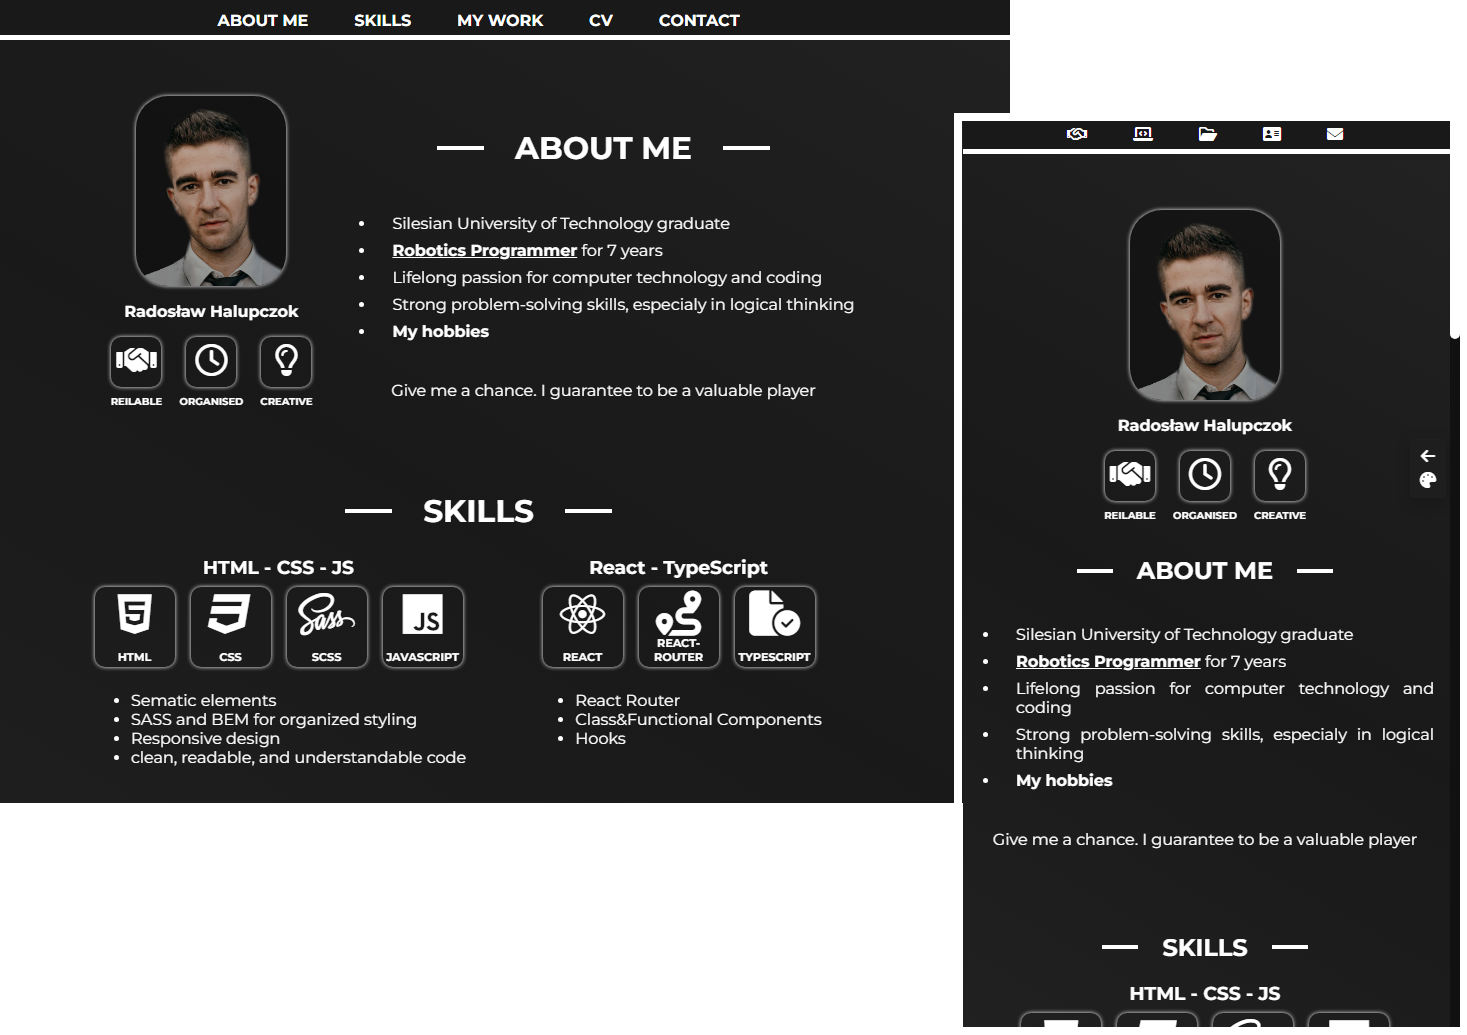 ABOUT ME SKILLS MY WORK CV CONTACT
Radosław Halupczok
REILABLE ORGANISED CREATIVE
ABOUT ME
Silesian University of Technology graduate
Robotics Programmer for 7 years
Lifelong passion for computer technology and coding
Strong problem-solving skills, especialy in logical thinking
My hobbies
Give me a chance. I guarantee to be a valuable player
SKILLS
HTML - CSS - JS
5
Sass
JS
HTML CSS SCSS JAVASCRIPT
Sematic elements
SASS and BEM for organized styling
Responsive design
clean, readable, and understandable code
React - TypeScript
REACT REACT-
ROUTER TYPESCRIPT
React Router
Class&Functional Components
Hooks
Radosław Halupczok
REILABLE ORGANISED CREATIVE
ABOUT ME
Silesian University of Technology graduate
Robotics Programmer for 7 years
Lifelong passion for computer technology and
coding
Strong problem-solving skills, especialy in logical
thinking
My hobbies
Give me a chance. I guarantee to be a valuable player
SKILLS
HTML - CSS - JS